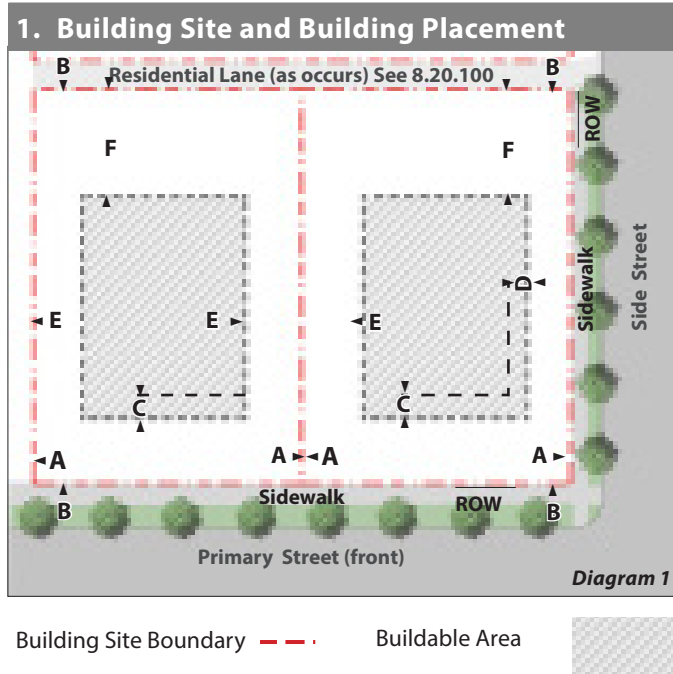 1. Building Site and Building Placement
B
Residential Lane (as occurs) See 8.20.100
B
ROW
F
F
Sidewalk
Side Street
D
E
E
E
C
C
A
A
A
A
Sidewalk
ROW
B
B
Primary Street (front)
Diagram 1
Building Site Boundary
Buildable Area